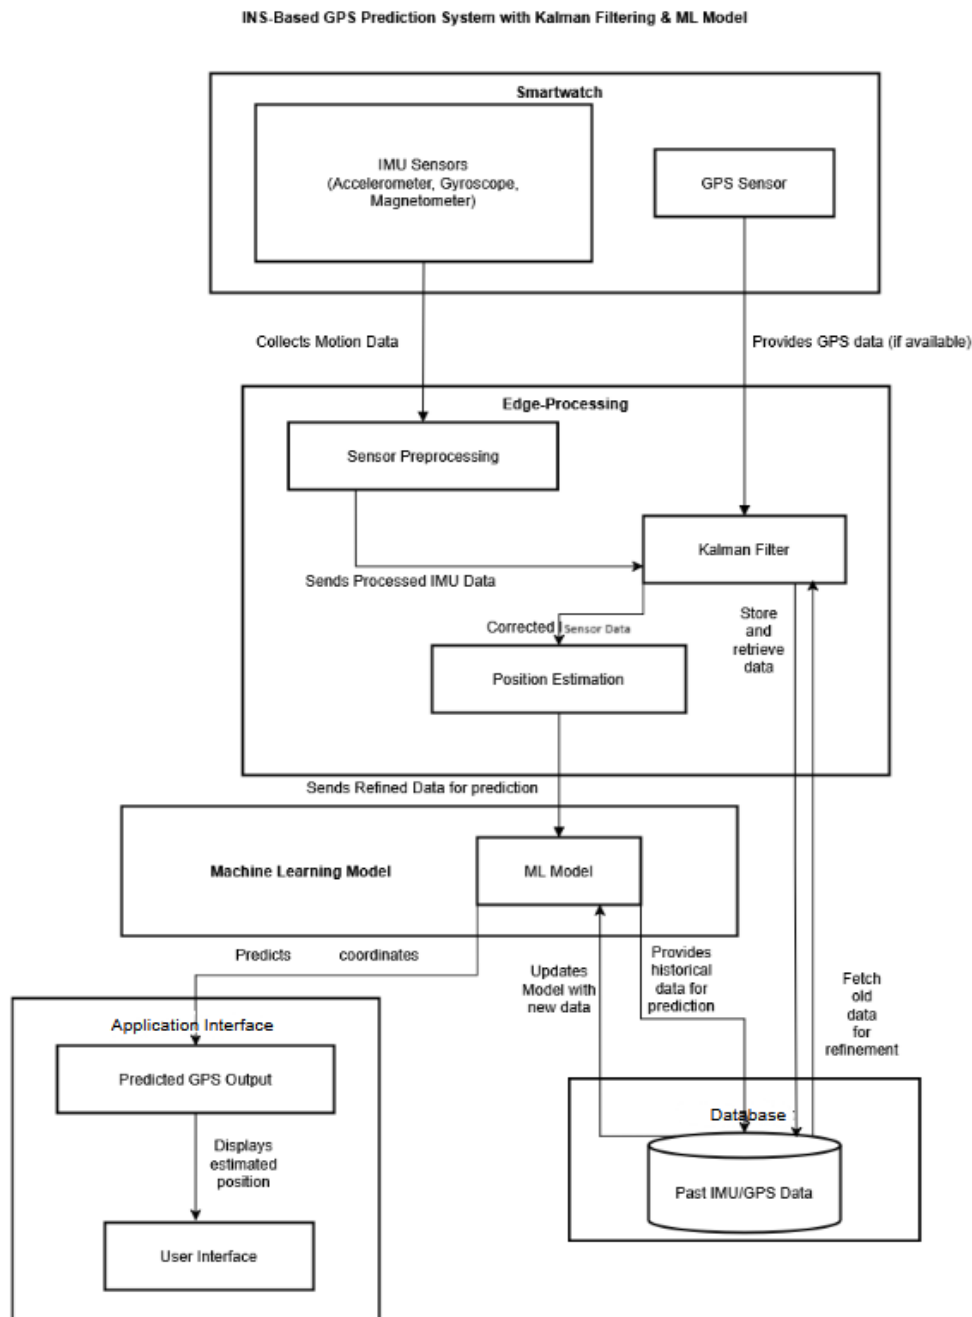 INS-Based GPS Prediction System with Kalman Filtering & ML Model
Smartwatch
IMU Sensors
(Accelerometer, Gyroscope,
Magnetometer)
GPS Sensor
Collects Motion Data
Provides GPS data (if available)
Edge-Processing
Sensor Preprocessing
Kalman Filter
Sends Processed IMU Data
Corrected Sensor Data
Store
and
retrieve
data
Position Estimation
Sends Refined Data for prediction
Machine Learning Model
ML Model
Predicts coordinates
Updates
Model with
new data
Provides
historical
data for
prediction
Fetch
old
data
for
refinement
Application Interface
Predicted GPS Output
Displays
estimated
position
User Interface
Database :
Past IMU/GPS Data